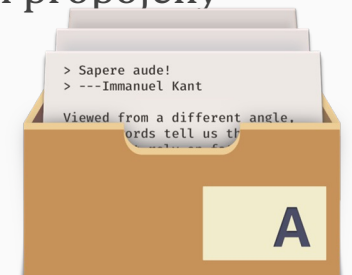 > Sapere aude!
> ---Immanuel Kant
Viewed from a different angle,
tell us
A